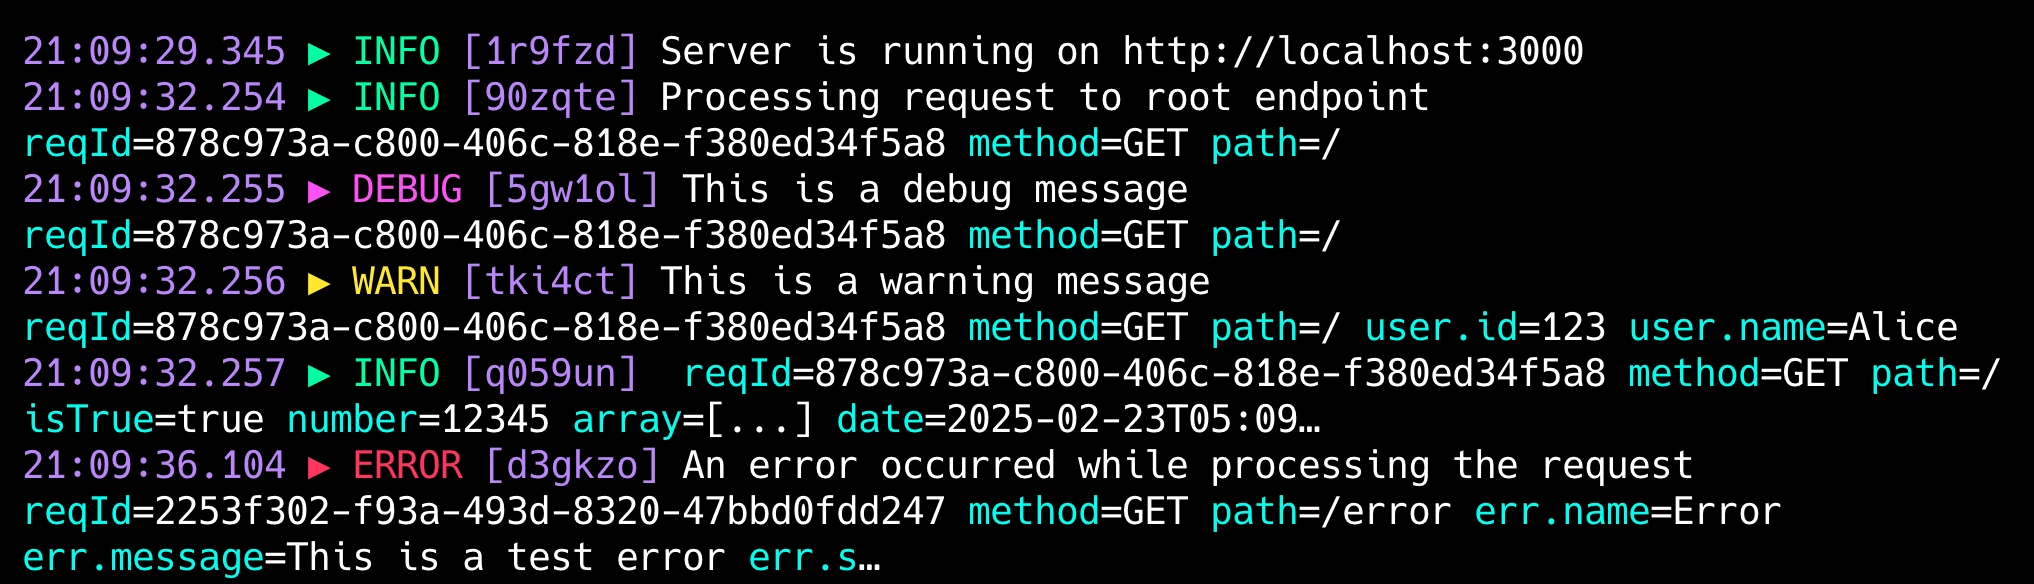 21:09:29.345 ▶ INFO [1r9fzd] Server is running on http://localhost:3000
21:09:32.254 ▶ INFO [90zqte] Processing request to root endpoint
reqId=878c973a-c800-406c-818e-f380ed34f5a8 method=GET path=/
21:09:32.255 ▶ DEBUG [5gw1ol] This is a debug message
reqId=878c973a-c800-406c-818e-f380ed34f5a8 method=GET path=/
21:09:32.256 ▶ WARN [tki4ct] This is a warning message
reqId=878c973a-c800-406c-818e-f380ed34f5a8 method=GET path=/ user.id=123 user.name=Alice
21:09:32.257 ▶ INFO [q059un]  reqId=878c973a-c800-406c-818e-f380ed34f5a8 method=GET path=/
isTrue=true number=12345 array=[...] date=2025-02-23T05:09…
21:09:36.104 ▶ ERROR [d3gkzo] An error occurred while processing the request
reqId=2253f302-f93a-493d-8320-47bbd0fdd247 method=GET path=/error err.name=Error
err.message=This is a test error err.s…